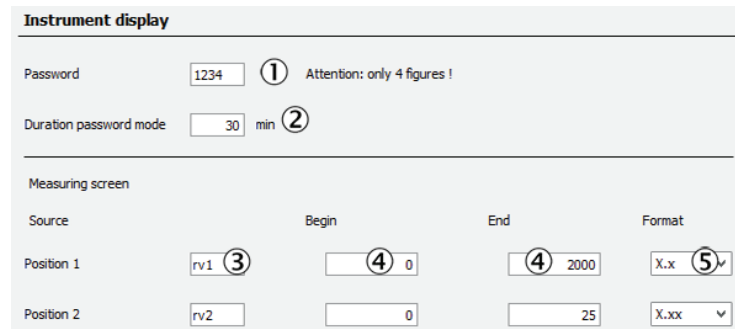 Instrument display
Password 1234 ① Attention: only 4 figures !
Duration password mode 30 min ②
Measuring screen
Source Begin End Format
Position 1 rv1 ③ ④ 0 ④ 2000 X.x ⑤
Position 2 rv2 0 25 X.xx